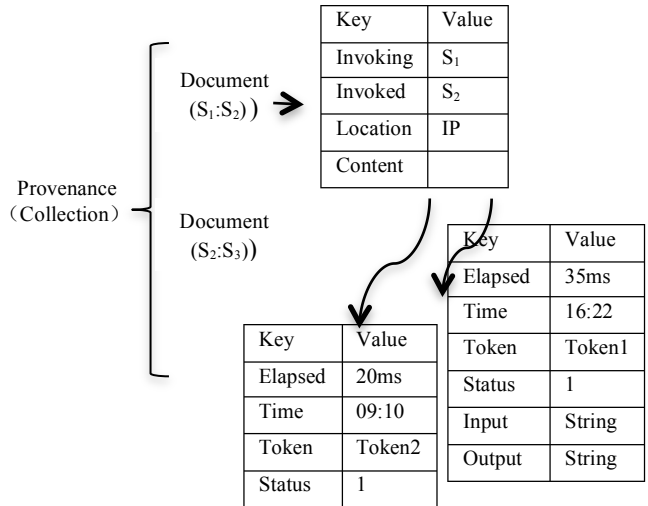 Provenance
（Collection）
Document
(S₁:S₂))
Document
(S₂:S₃))
Key Value
Invoking S₁
Invoked S₂
Location IP
Content
Key Value
Elapsed 20ms
Time 09:10
Token Token2
Status 1
Key Value
Elapsed 35ms
Time 16:22
Token Token1
Status 1
Input String
Output String